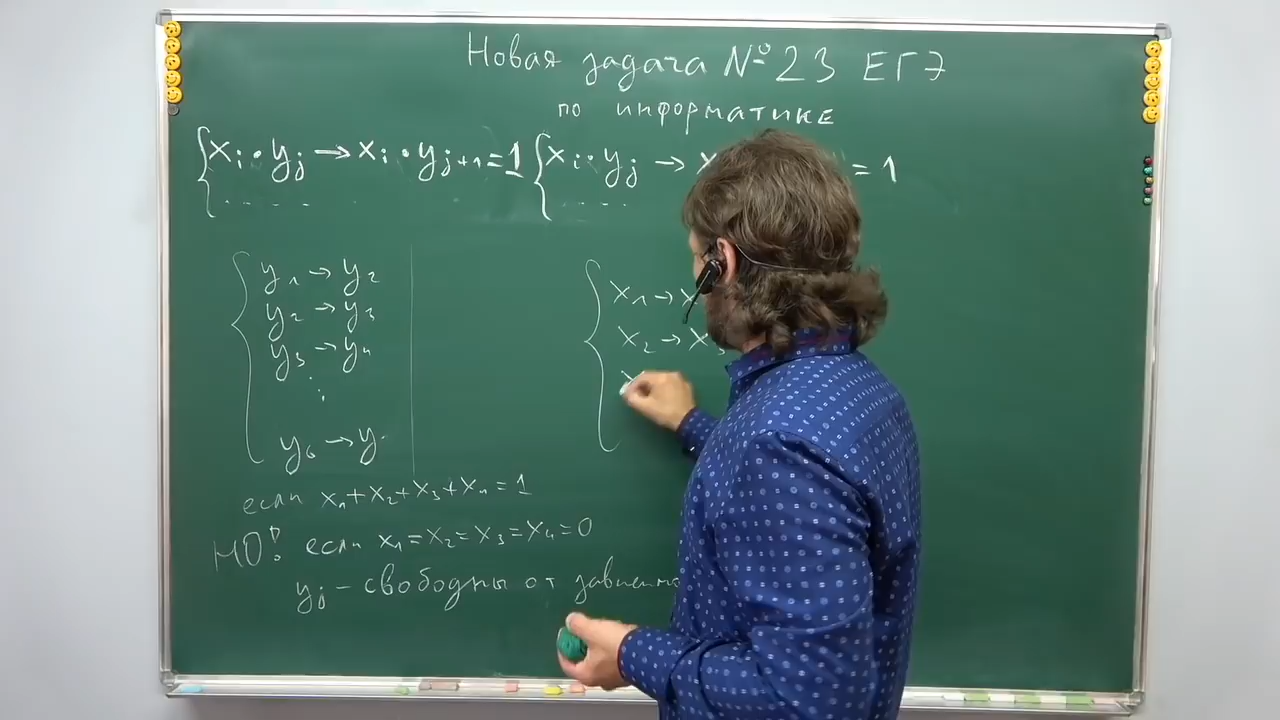 Новая задача №23 ЕГЭ
по информатике
{ xᵢ · yⱼ → xᵢ · yⱼ₊₁ = 1
{ xᵢ · yⱼ → x = 1
y₁ → y₂
y₂ → y₃
y₃ → y₄
⋮
y₆ → y
если x₁ + x₂ + x₃ + x₄ = 1
НО! если x₁ = x₂ = x₃ = x₄ = 0
yⱼ – свободны от
x₁ → x
x₂ → x₃